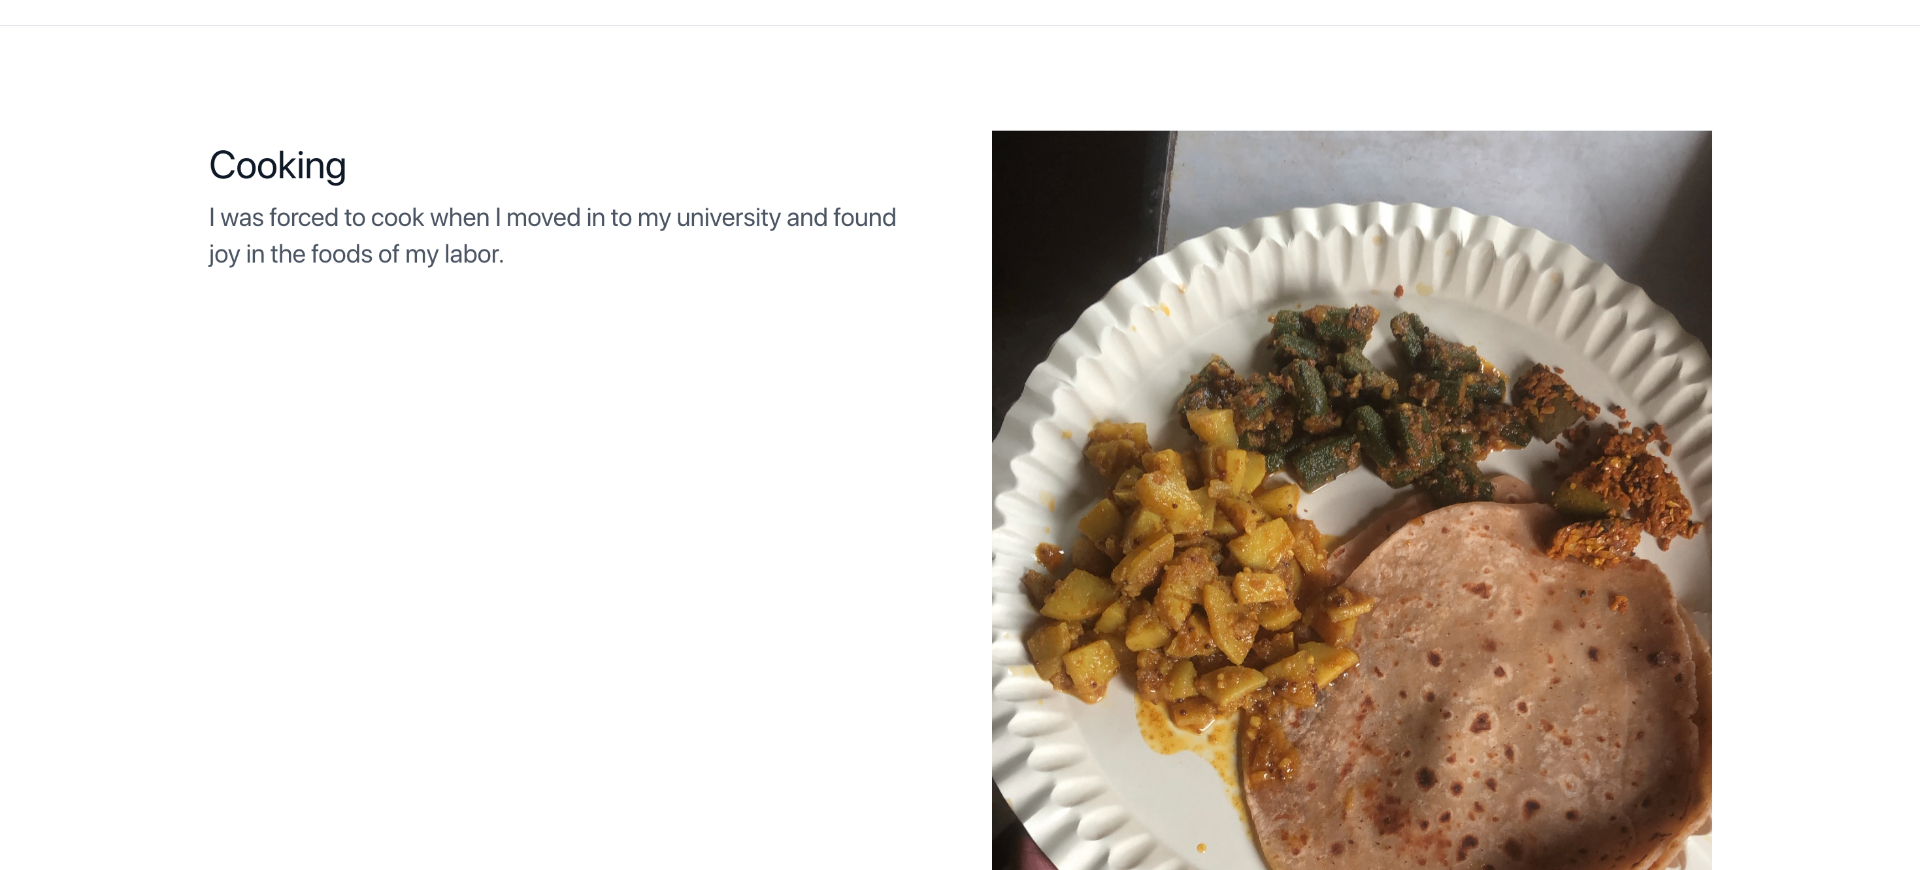 Cooking
I was forced to cook when I moved in to my university and found
joy in the foods of my labor.